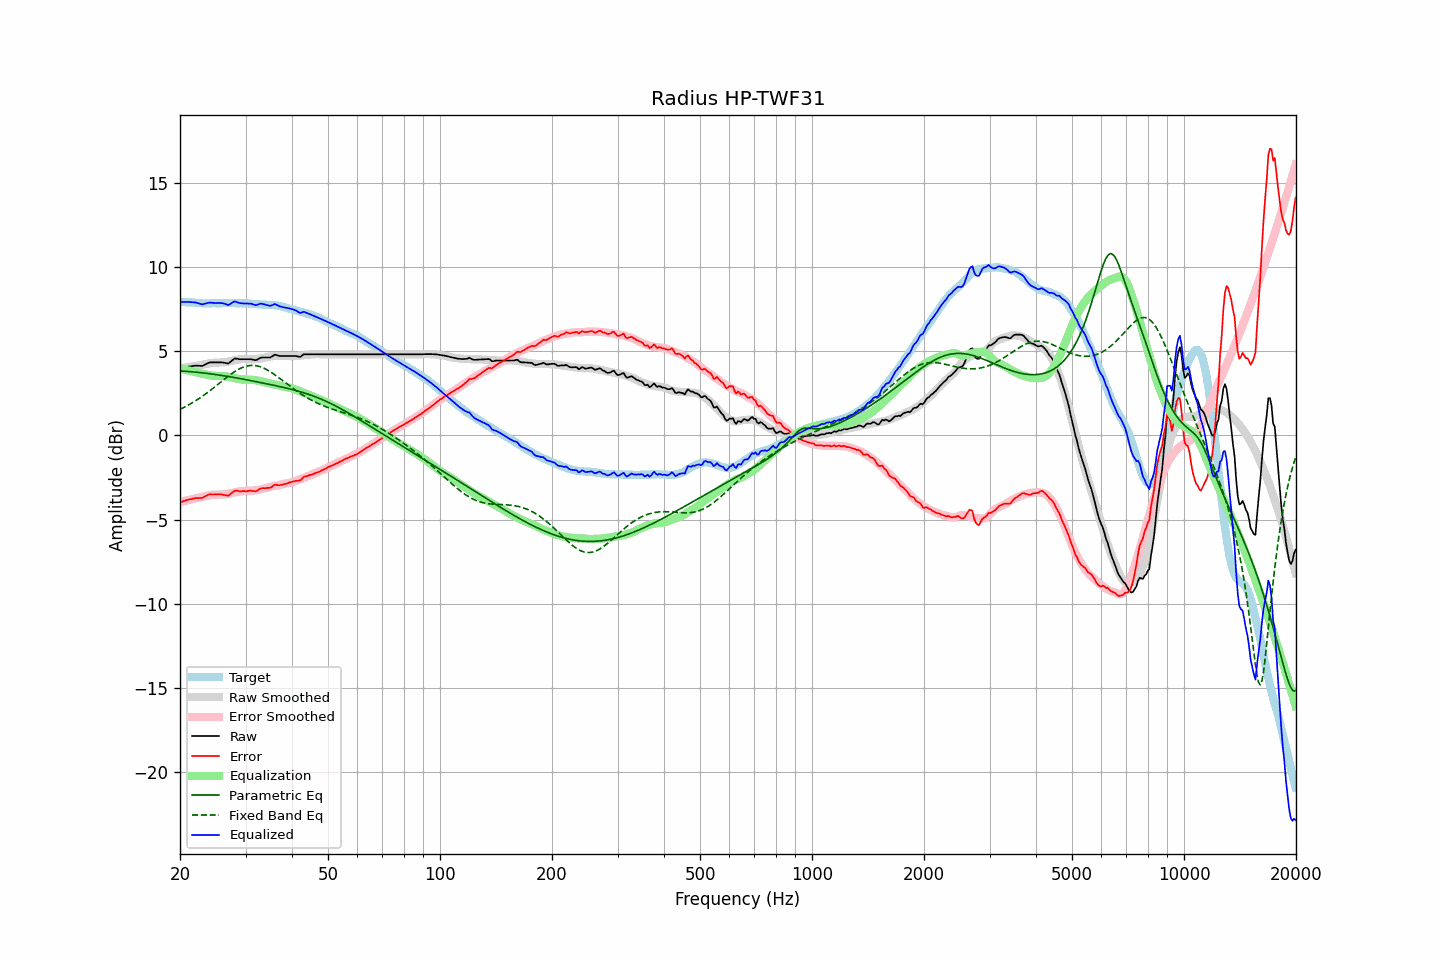 Radius HP-TWF31
15
10
5
0
−5
−10
−15
−20
Amplitude (dBr)
Target
Raw Smoothed
Error Smoothed
Raw
Error
Equalization
Parametric Eq
Fixed Band Eq
Equalized
20 50 100 200 500 1000 2000 5000 10000 20000
Frequency (Hz)